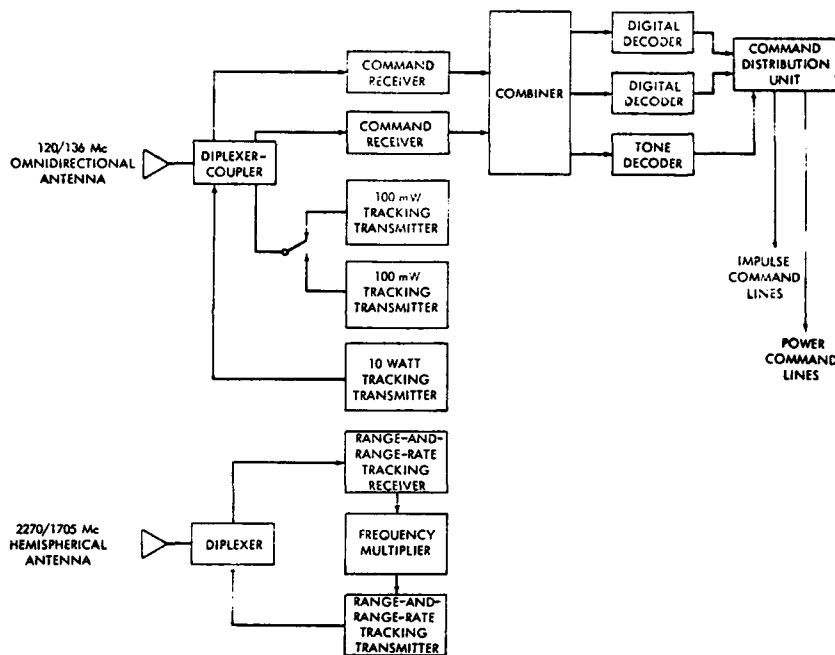 COMMAND
RECEIVER
COMMAND
RECEIVER
COMBINER
DIGITAL
DECODER
DIGITAL
DECODER
TONE
DECODER
COMMAND
DISTRIBUTION
UNIT
120/136 Mc
OMNIDIRECTIONAL
ANTENNA
DIPLEXER-
COUPLER
100 mW
TRACKING
TRANSMITTER
100 mW
TRACKING
TRANSMITTER
10 WATT
TRACKING
TRANSMITTER
IMPULSE
COMMAND
LINES
POWER
COMMAND
LINES
2270/1705 Mc
HEMISPHERICAL
ANTENNA
DIPLEXER
RANGE-AND-
RANGE-RATE
TRACKING
RECEIVER
FREQUENCY
MULTIPLIER
RANGE-AND-
RANGE-RATE
TRACKING
TRANSMITTER